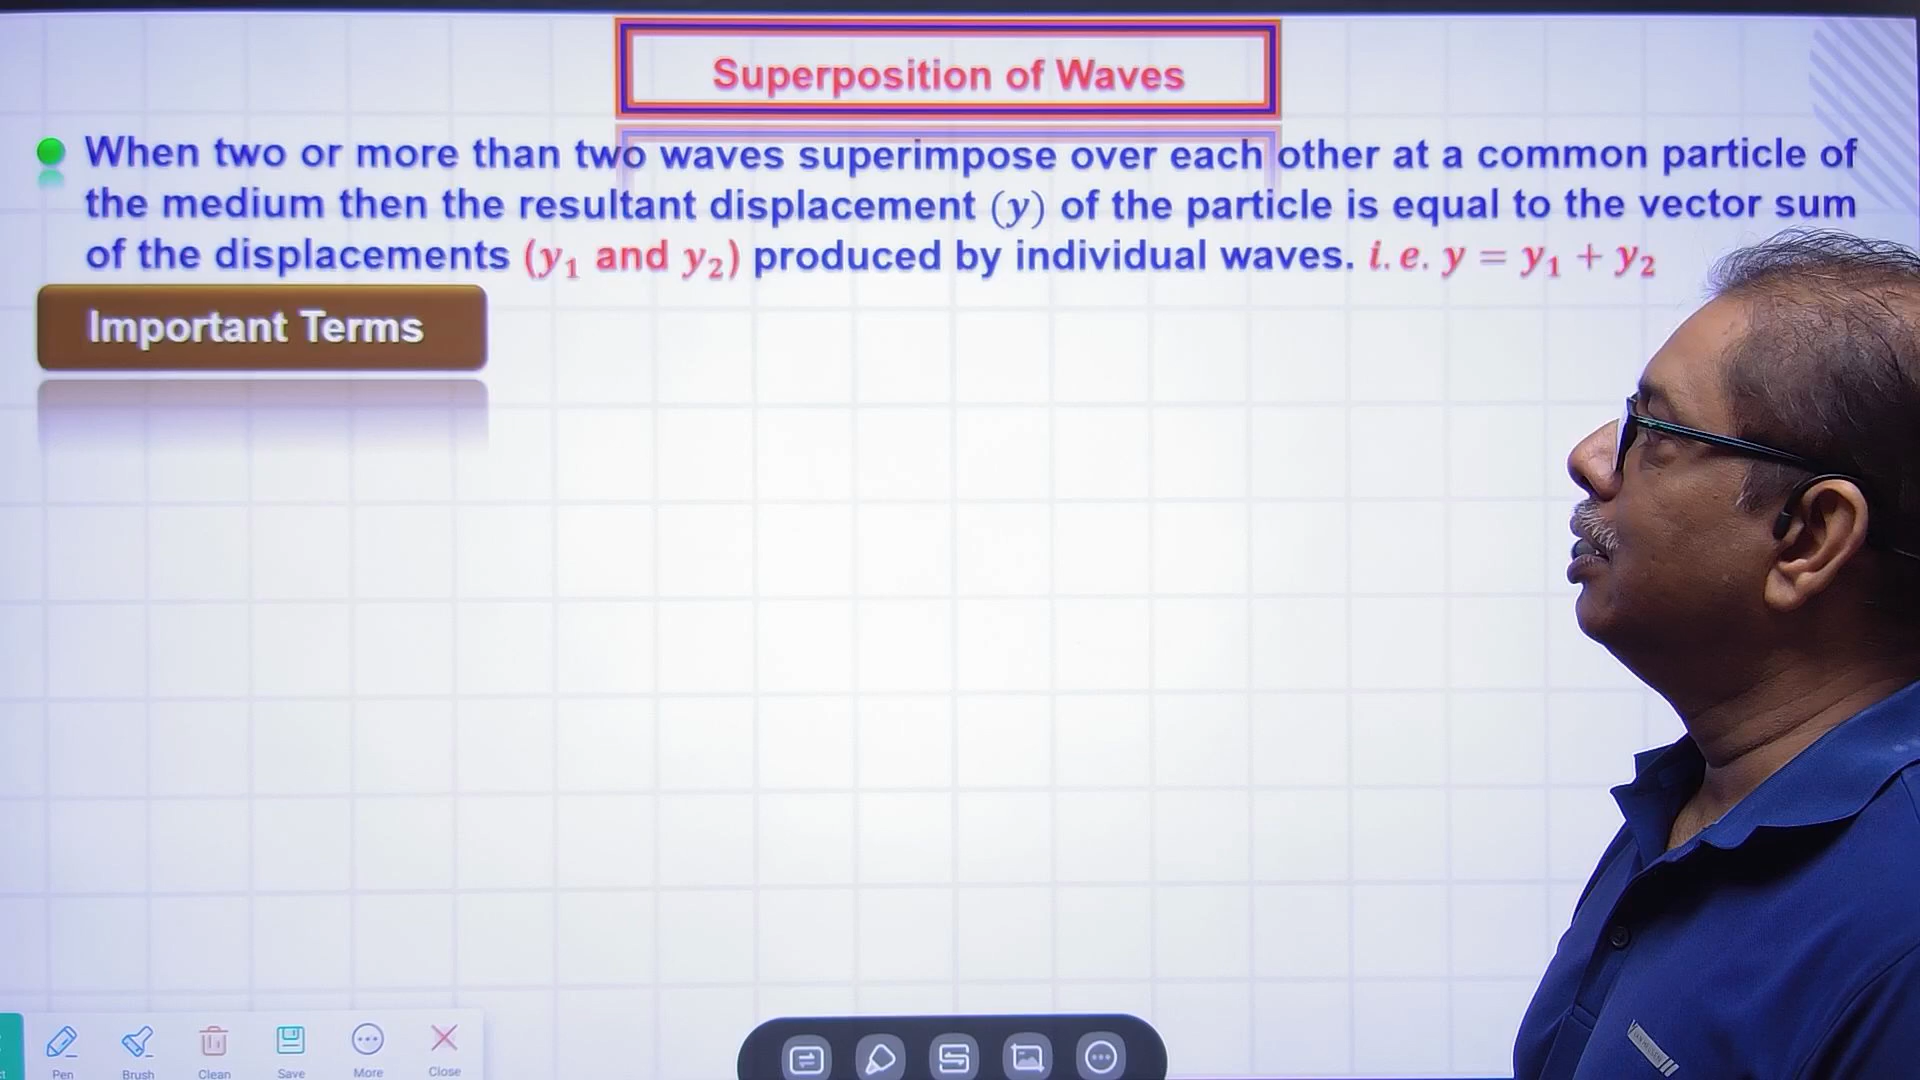 Superposition of Waves
When two or more than two waves superimpose over each other at a common particle of
the medium then the resultant displacement (y) of the particle is equal to the vector sum
of the displacements (y₁ and y₂) produced by individual waves. i.e. y = y₁ + y₂
Important Terms
Pen Brush Clean Save More Close